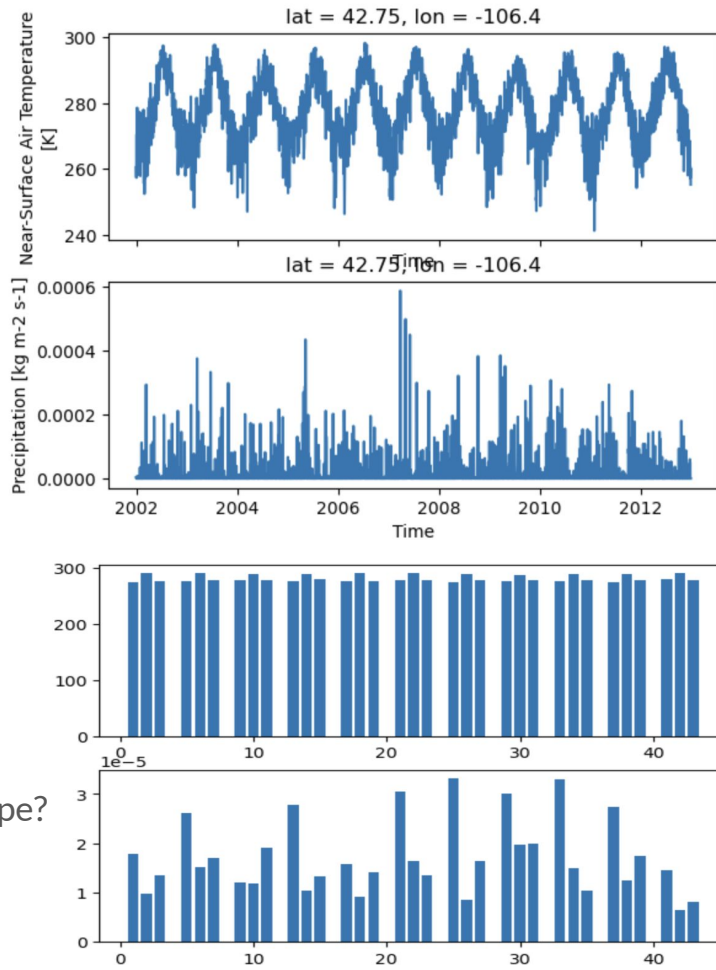 lat = 42.75, lon = -106.4
Near-Surface Air Temperature
[K]
300
280
260
240
Time
lat = 42.75, lon = -106.4
Precipitation [kg m-2 s-1]
0.0006
0.0004
0.0002
0.0000
2002 2004 2006 2008 2010 2012
Time
300
200
100
0
0 10 20 30 40
1e−5
pe?
3
2
1
0
0 10 20 30 40